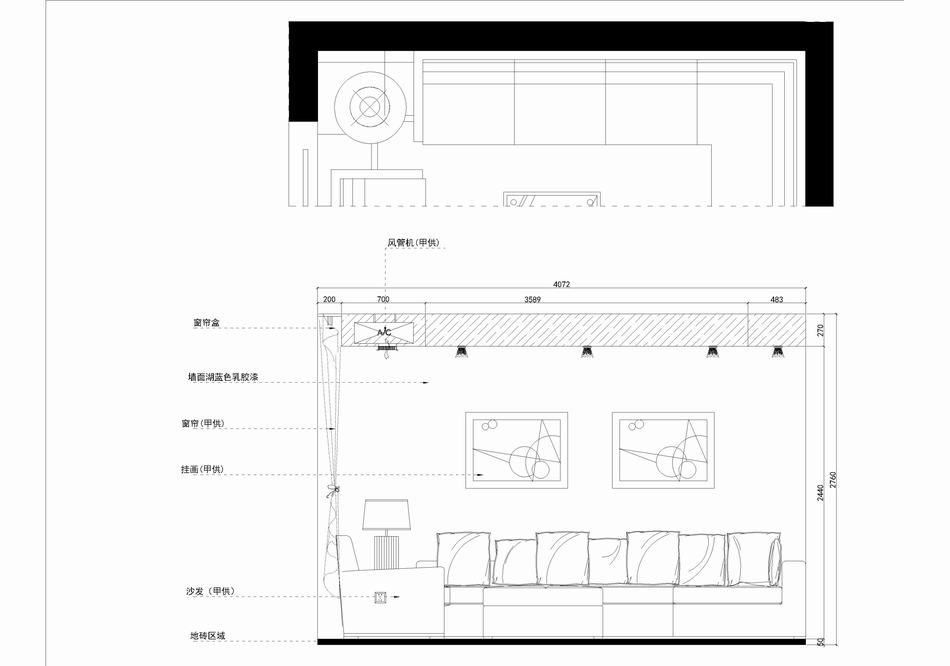 风管机(甲供)
4072
200 700 3589 483
窗帘盒
A/C
270
墙面湖蓝色乳胶漆
窗帘(甲供)
挂画(甲供)
2440
2760
沙发（甲供）
地砖区域
50